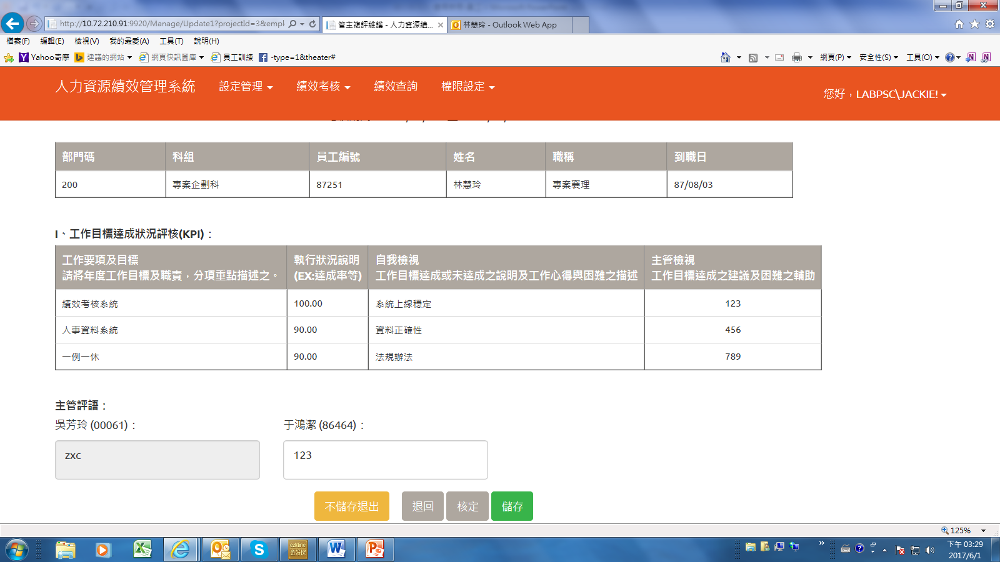 http://10.72.210.91:9920/Manage/Update1?projectId=3&empl
管主複評維護 - 人力資源績...
林慧玲 - Outlook Web App
檔案(F) 編輯(E) 檢視(V) 我的最愛(A) 工具(T) 說明(H)
Yahoo奇摩 建議的網站 網頁快訊圖庫 員工訓練 -type=1&theater#
網頁(P) 安全性(S) 工具(O)
人力資源績效管理系統 設定管理 績效考核 績效查詢 權限設定 您好，LABPSC\JACKIE!
部門碼 科組 員工編號 姓名 職稱 到職日
200 專案企劃科 87251 林慧玲 專案襄理 87/08/03
I、工作目標達成狀況評核(KPI)：
工作要項及目標 執行狀況說明 自我檢視 主管檢視
請將年度工作目標及職責，分項重點描述之。 (EX:達成率等) 工作目標達成或未達成之說明及工作心得與困難之描述 工作目標達成之建議及困難之輔助
績效考核系統 100.00 系統上線穩定 123
人事資料系統 90.00 資料正確性 456
一例一休 90.00 法規辦法 789
主管評語：
吳芳玲 (00061)： 于鴻潔 (86464)：
zxc 123
不儲存退出 退回 核定 儲存
125%
ezMine 金好探
下午 03:29
2017/6/1